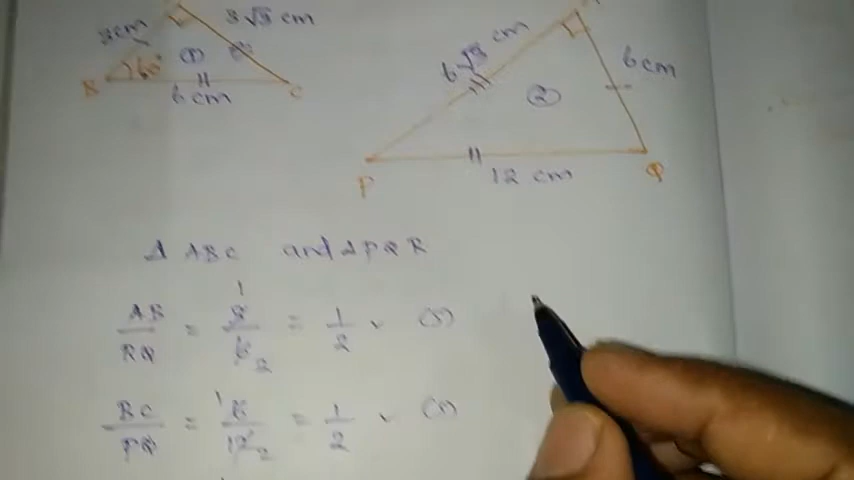 3cm
3√3 cm
60°
①
B
C
6 cm
6√3 cm
6cm
②
P
Q
12 cm
Δ ABC and Δ PQR
AB/RQ = 3/6 = 1/2 ✓ (S)
BC/PQ = 6/12 = 1/2 ✓ (S)